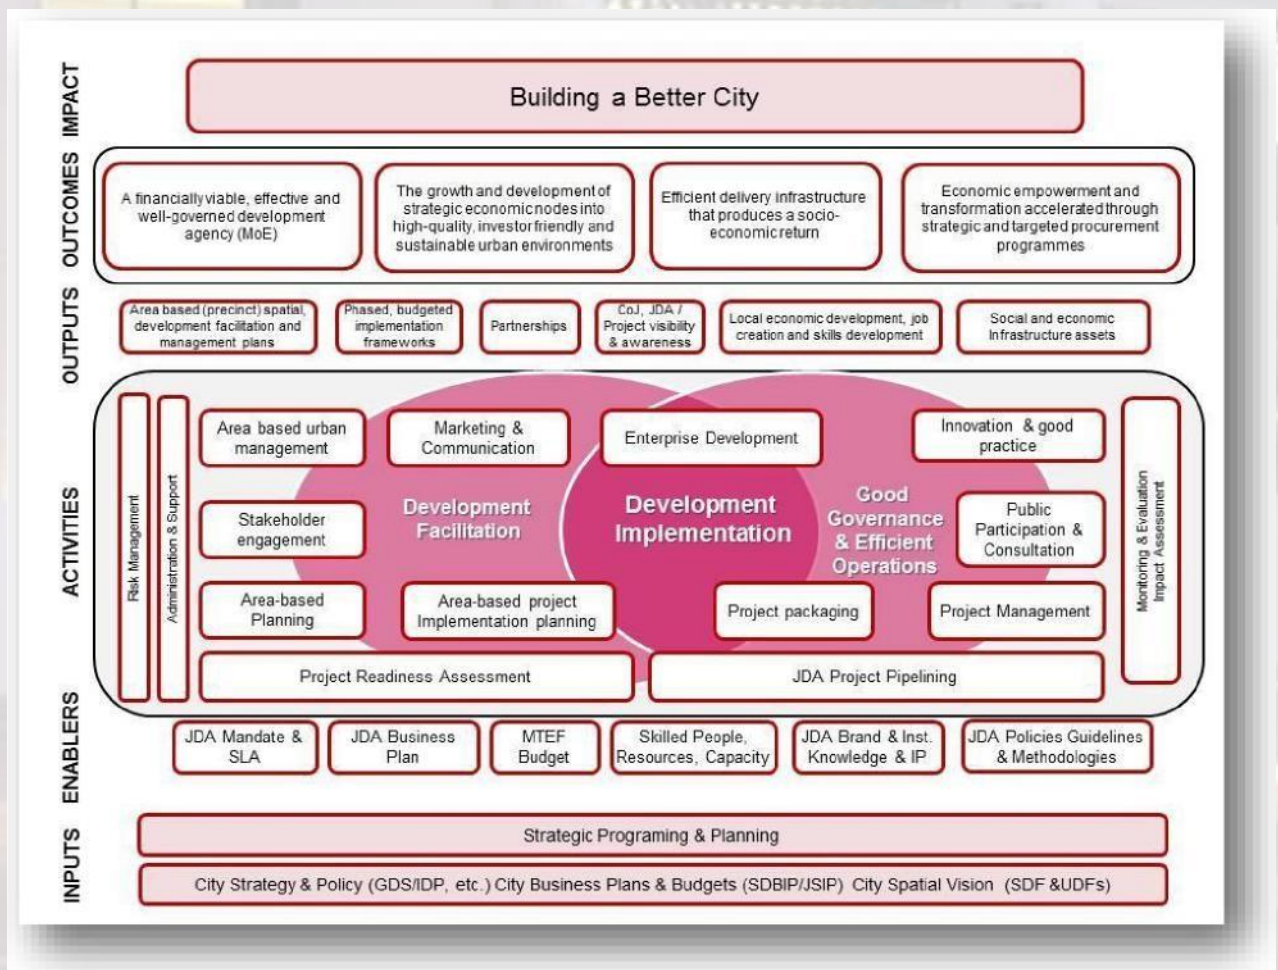 IMPACT
Building a Better City
OUTCOMES
A financially viable, effective and
well-governed development
agency (MoE)
The growth and development of
strategic economic nodes into
high-quality, investor friendly and
sustainable urban environments
Efficient delivery infrastructure
that produces a socio-
economic return
Economic empowerment and
transformation accelerated through
strategic and targeted procurement
programmes
OUTPUTS
Area based (precinct) spatial,
development facilitation and
management plans
Phased, budgeted
implementation
frameworks
Partnerships
CoJ, JDA /
Project visibility
& awareness
Local economic development, job
creation and skills development
Social and economic
Infrastructure assets
ACTIVITIES
Risk Management
Administration & Support
Area based urban
management
Marketing &
Communication
Enterprise Development
Innovation & good
practice
Stakeholder
engagement
Development
Facilitation
Development
Implementation
Good
Governance
& Efficient
Operations
Public
Participation &
Consultation
Area-based
Planning
Area-based project
Implementation planning
Project packaging
Project Management
Project Readiness Assessment
JDA Project Pipelining
Monitoring & Evaluation
Impact Assessment
ENABLERS
JDA Mandate &
SLA
JDA Business
Plan
MTEF
Budget
Skilled People,
Resources, Capacity
JDA Brand & Inst.
Knowledge & IP
JDA Policies Guidelines
& Methodologies
INPUTS
Strategic Programing & Planning
City Strategy & Policy (GDS/IDP, etc.) City Business Plans & Budgets (SDBIP/JSIP) City Spatial Vision (SDF &UDFs)